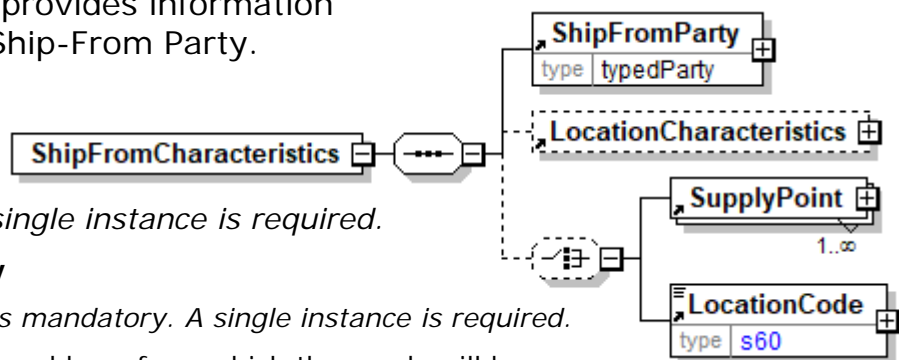 provides information
Ship-From Party.
ShipFromParty
type typedParty
LocationCharacteristics
ShipFromCharacteristics
SupplyPoint
1..∞
single instance is required.
LocationCode
type s60
s mandatory. A single instance is required.